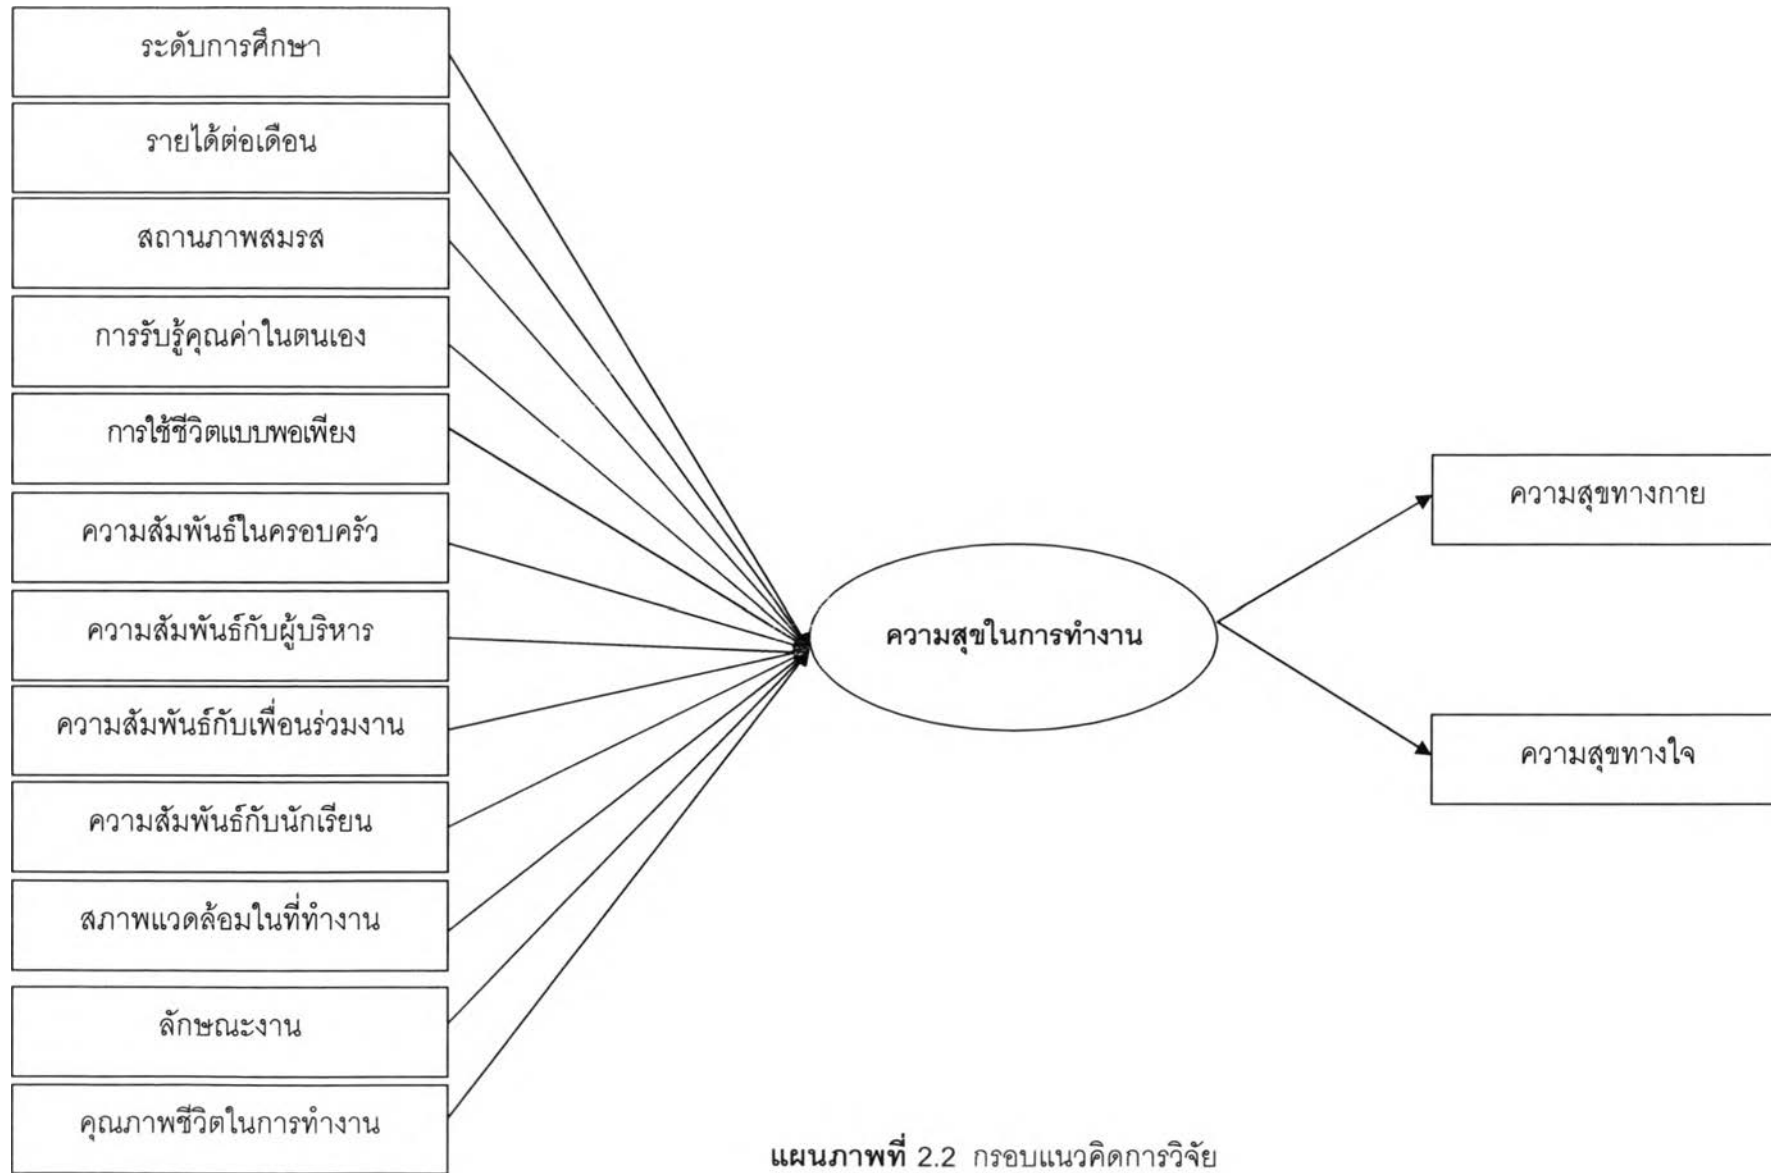 ระดับการศึกษา
รายได้ต่อเดือน
สถานภาพสมรส
การรับรู้คุณค่าในตนเอง
การใช้ชีวิตแบบพอเพียง
ความสัมพันธ์ในครอบครัว
ความสัมพันธ์กับผู้บริหาร
ความสัมพันธ์กับเพื่อนร่วมงาน
ความสัมพันธ์กับนักเรียน
สภาพแวดล้อมในที่ทำงาน
ลักษณะงาน
คุณภาพชีวิตในการทำงาน
ความสุขในการทำงาน
ความสุขทางกาย
ความสุขทางใจ
แผนภาพที่ 2.2 กรอบแนวคิดการวิจัย